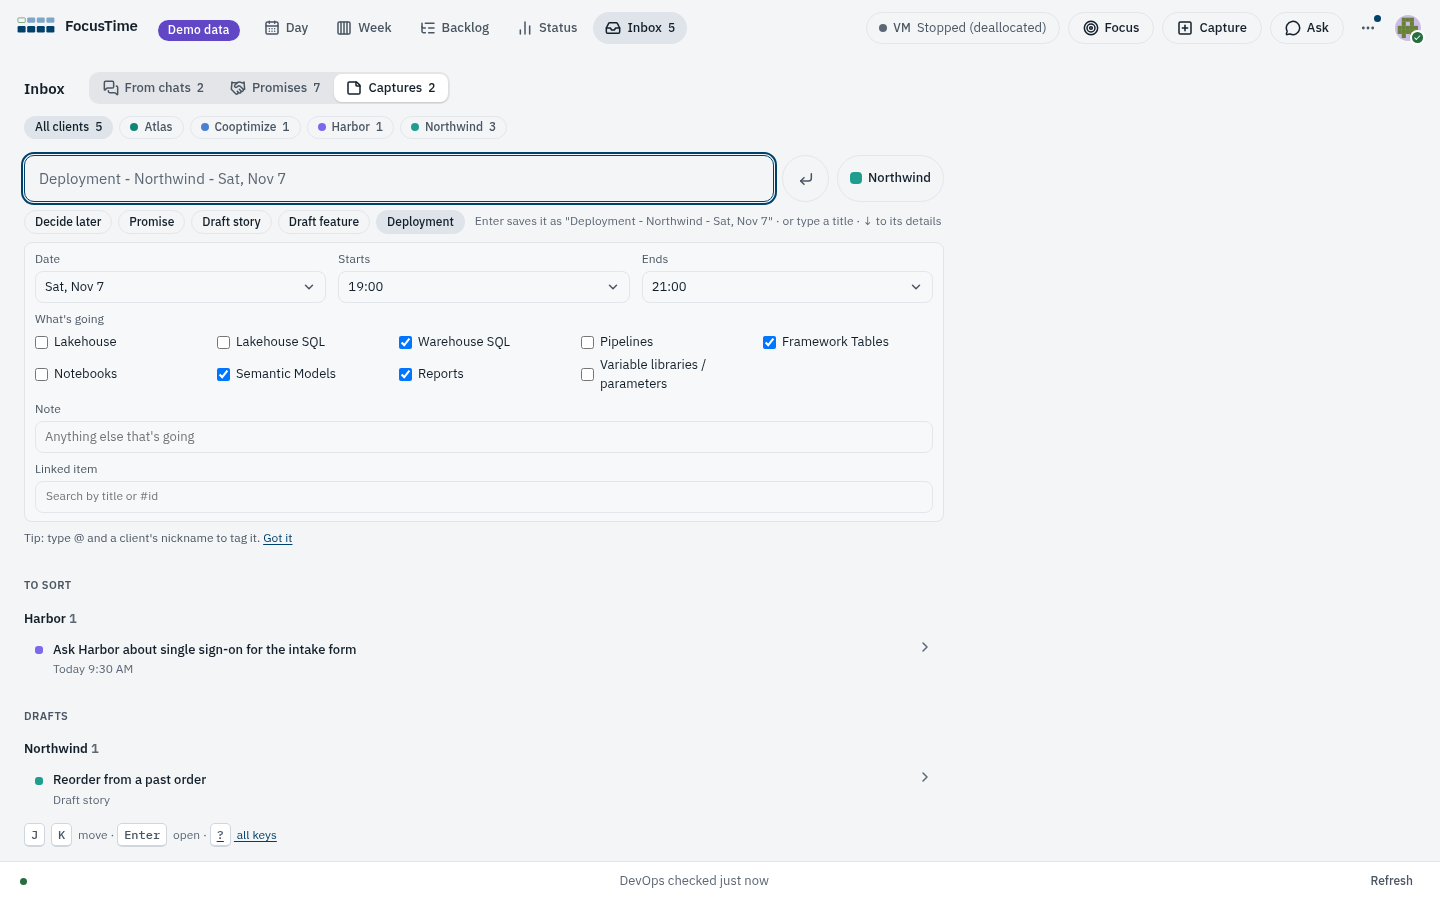 FocusTime
Demo data
Day
Week
Backlog
Status
Inbox 5
VM Stopped (deallocated)
Focus
Capture
Ask
Inbox
From chats 2
Promises 7
Captures 2
All clients 5
Atlas
Cooptimize 1
Harbor 1
Northwind 3
Deployment - Northwind - Sat, Nov 7
Northwind
Decide later
Promise
Draft story
Draft feature
Deployment
Enter saves it as "Deployment - Northwind - Sat, Nov 7" · or type a title · ↓ to its details
Date
Starts
Ends
Sat, Nov 7
19:00
21:00
What's going
Lakehouse
Lakehouse SQL
Warehouse SQL
Pipelines
Framework Tables
Notebooks
Semantic Models
Reports
Variable libraries /
parameters
Note
Anything else that's going
Linked item
Search by title or #id
Tip: type @ and a client's nickname to tag it. Got it
TO SORT
Harbor 1
Ask Harbor about single sign-on for the intake form
Today 9:30 AM
DRAFTS
Northwind 1
Reorder from a past order
Draft story
J K move · Enter open · ? all keys
DevOps checked just now
Refresh